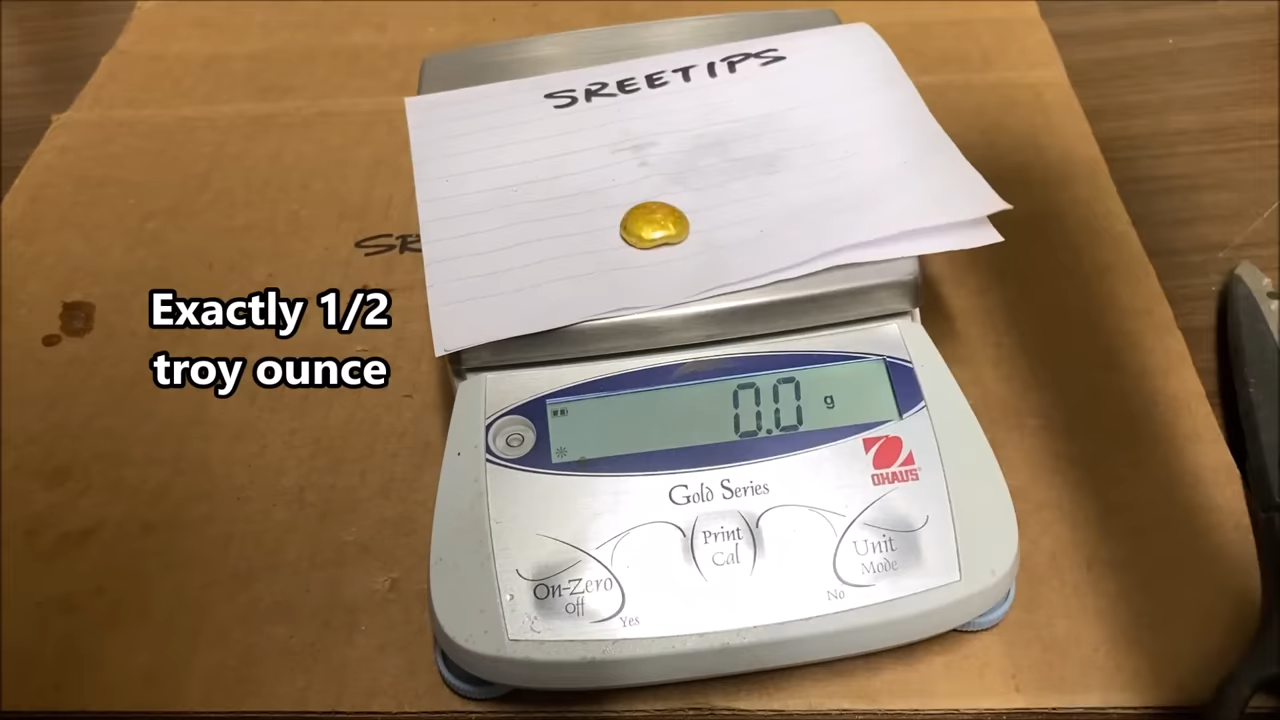 SREETIPS
SR
Exactly 1/2
troy ounce
0.0 g
OHAUS
Gold Series
Print
Cal
On-Zero
Off
Yes
Unit
Mode
No